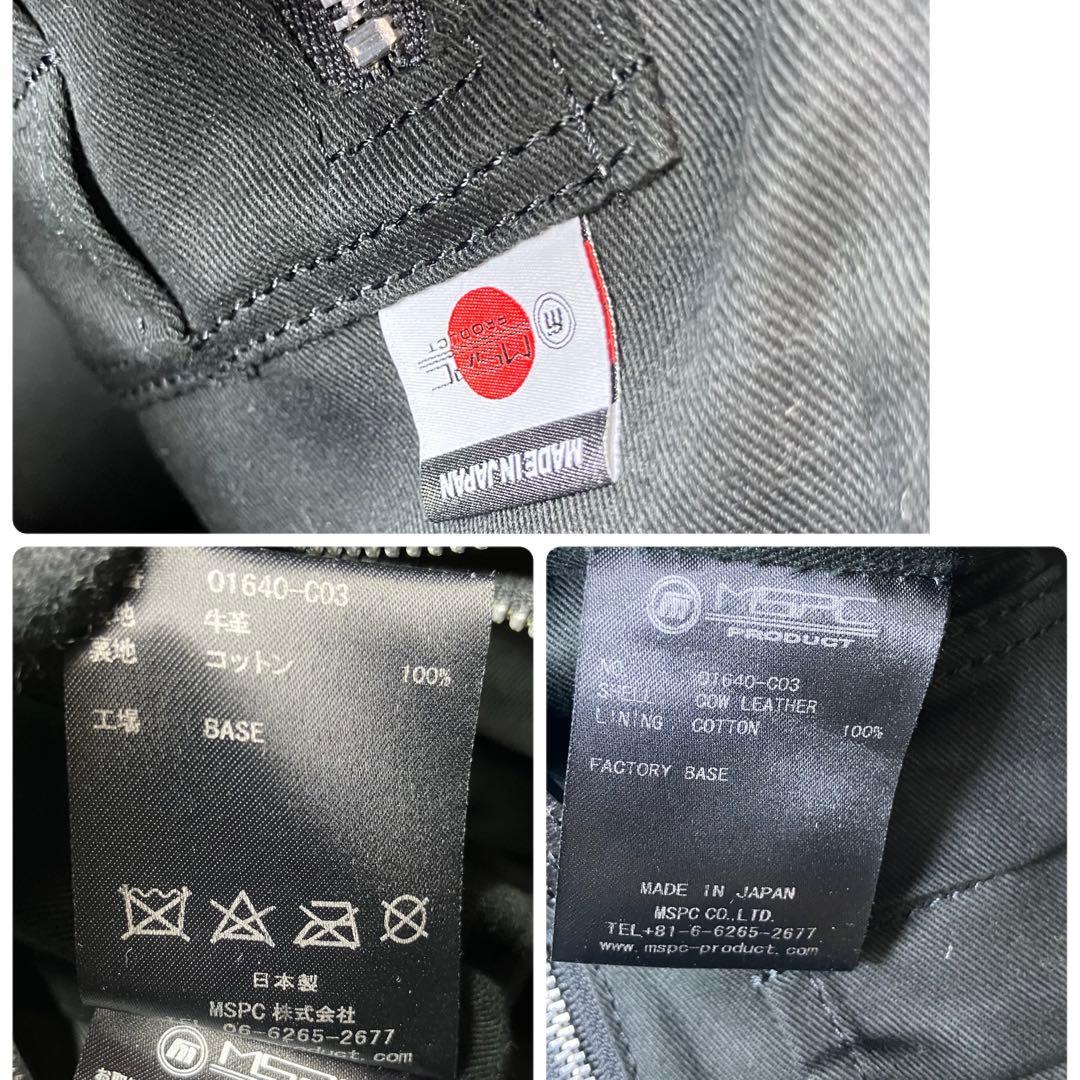 MSPC
PRODUCT
MADE IN JAPAN
01640-C03
地 牛革
裏地 コットン 100%
工場 BASE
日本製
MSPC 株式会社
06-6265-2677
product.com
MSPC
MSPC
PRODUCT
NO. 01640-C03
SHELL COW LEATHER
LINING COTTON 100%
FACTORY BASE
MADE IN JAPAN
MSPC CO.,LTD.
TEL+81-6-6265-2677
www.mspc-product.com